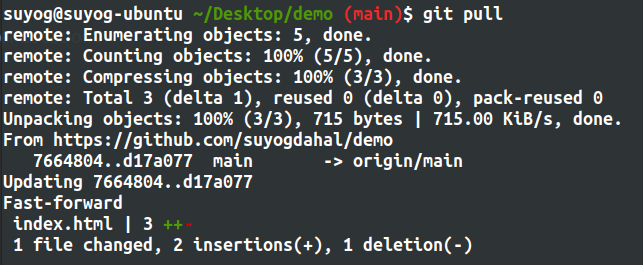 suyog@suyog-ubuntu ~/Desktop/demo (main)$ git pull
remote: Enumerating objects: 5, done.
remote: Counting objects: 100% (5/5), done.
remote: Compressing objects: 100% (3/3), done.
remote: Total 3 (delta 1), reused 0 (delta 0), pack-reused 0
Unpacking objects: 100% (3/3), 715 bytes | 715.00 KiB/s, done.
From https://github.com/suyogdahal/demo
   7664804..d17a077  main       -> origin/main
Updating 7664804..d17a077
Fast-forward
 index.html | 3 ++-
 1 file changed, 2 insertions(+), 1 deletion(-)